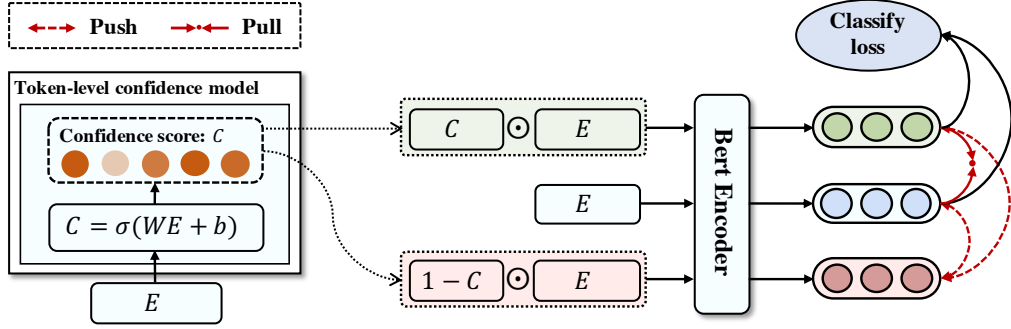 Push
Pull
Classify
loss
Token-level confidence model
Confidence score: C
C = σ(WE + b)
E
C ⊙ E
E
1 − C ⊙ E
Bert Encoder